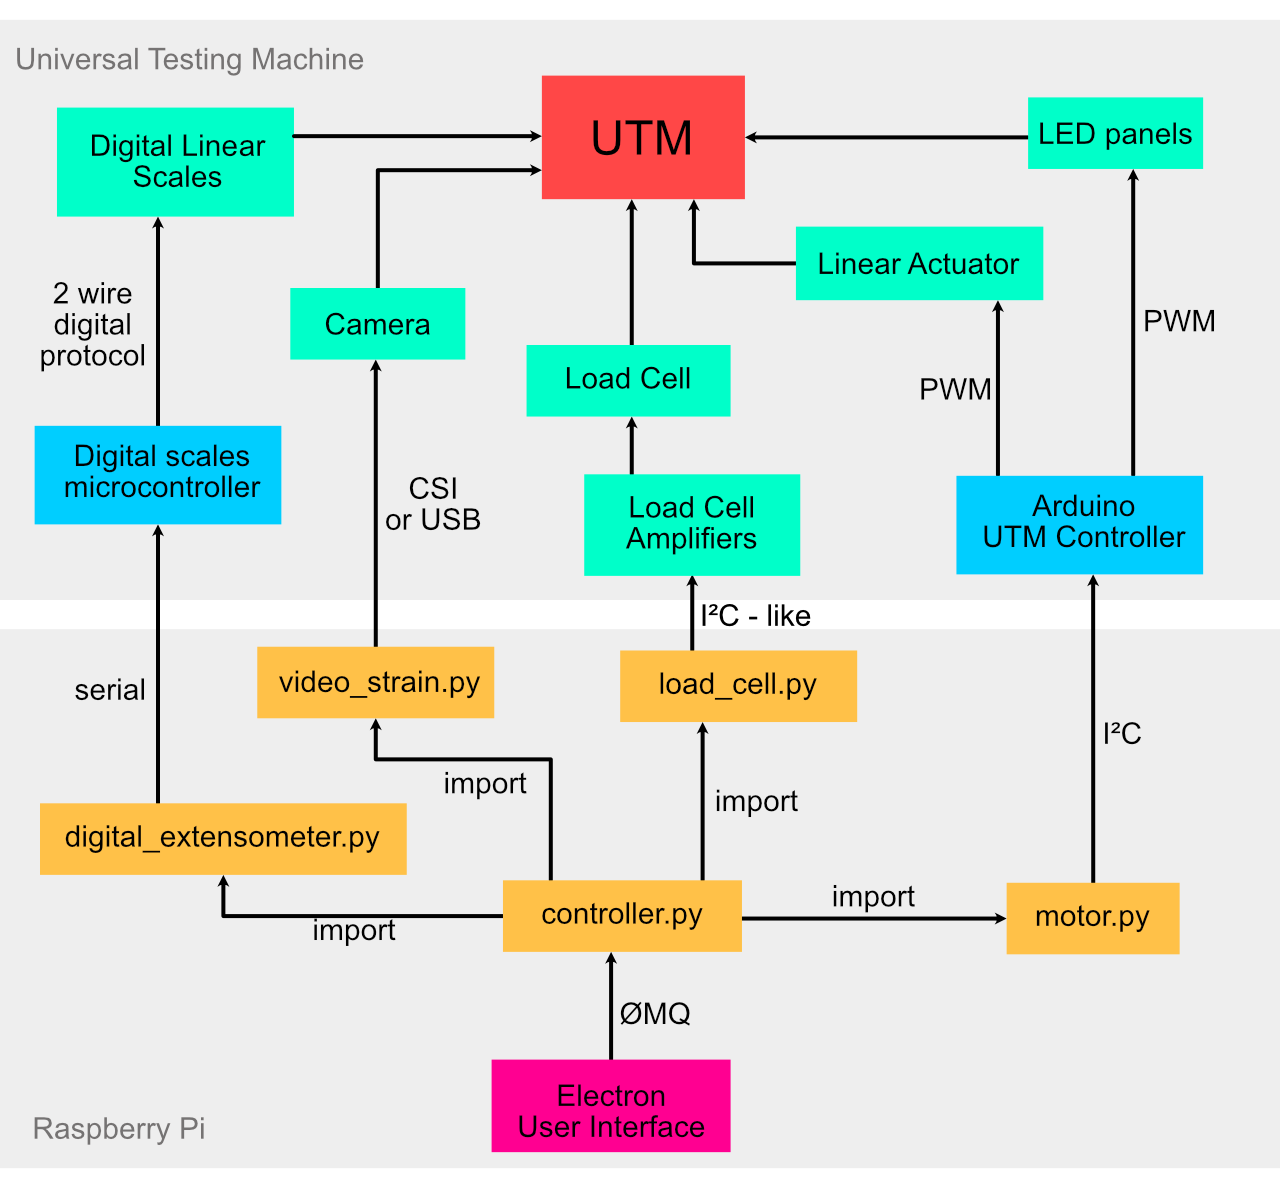 Universal Testing Machine
UTM
LED panels
Digital Linear
Scales
Linear Actuator
2 wire
digital
protocol
Camera
PWM
Load Cell
PWM
Digital scales
microcontroller
CSI
or USB
Load Cell
Amplifiers
Arduino
UTM Controller
I²C - like
serial
video_strain.py
load_cell.py
I²C
import
import
digital_extensometer.py
import
controller.py
import
motor.py
ØMQ
Electron
User Interface
Raspberry Pi